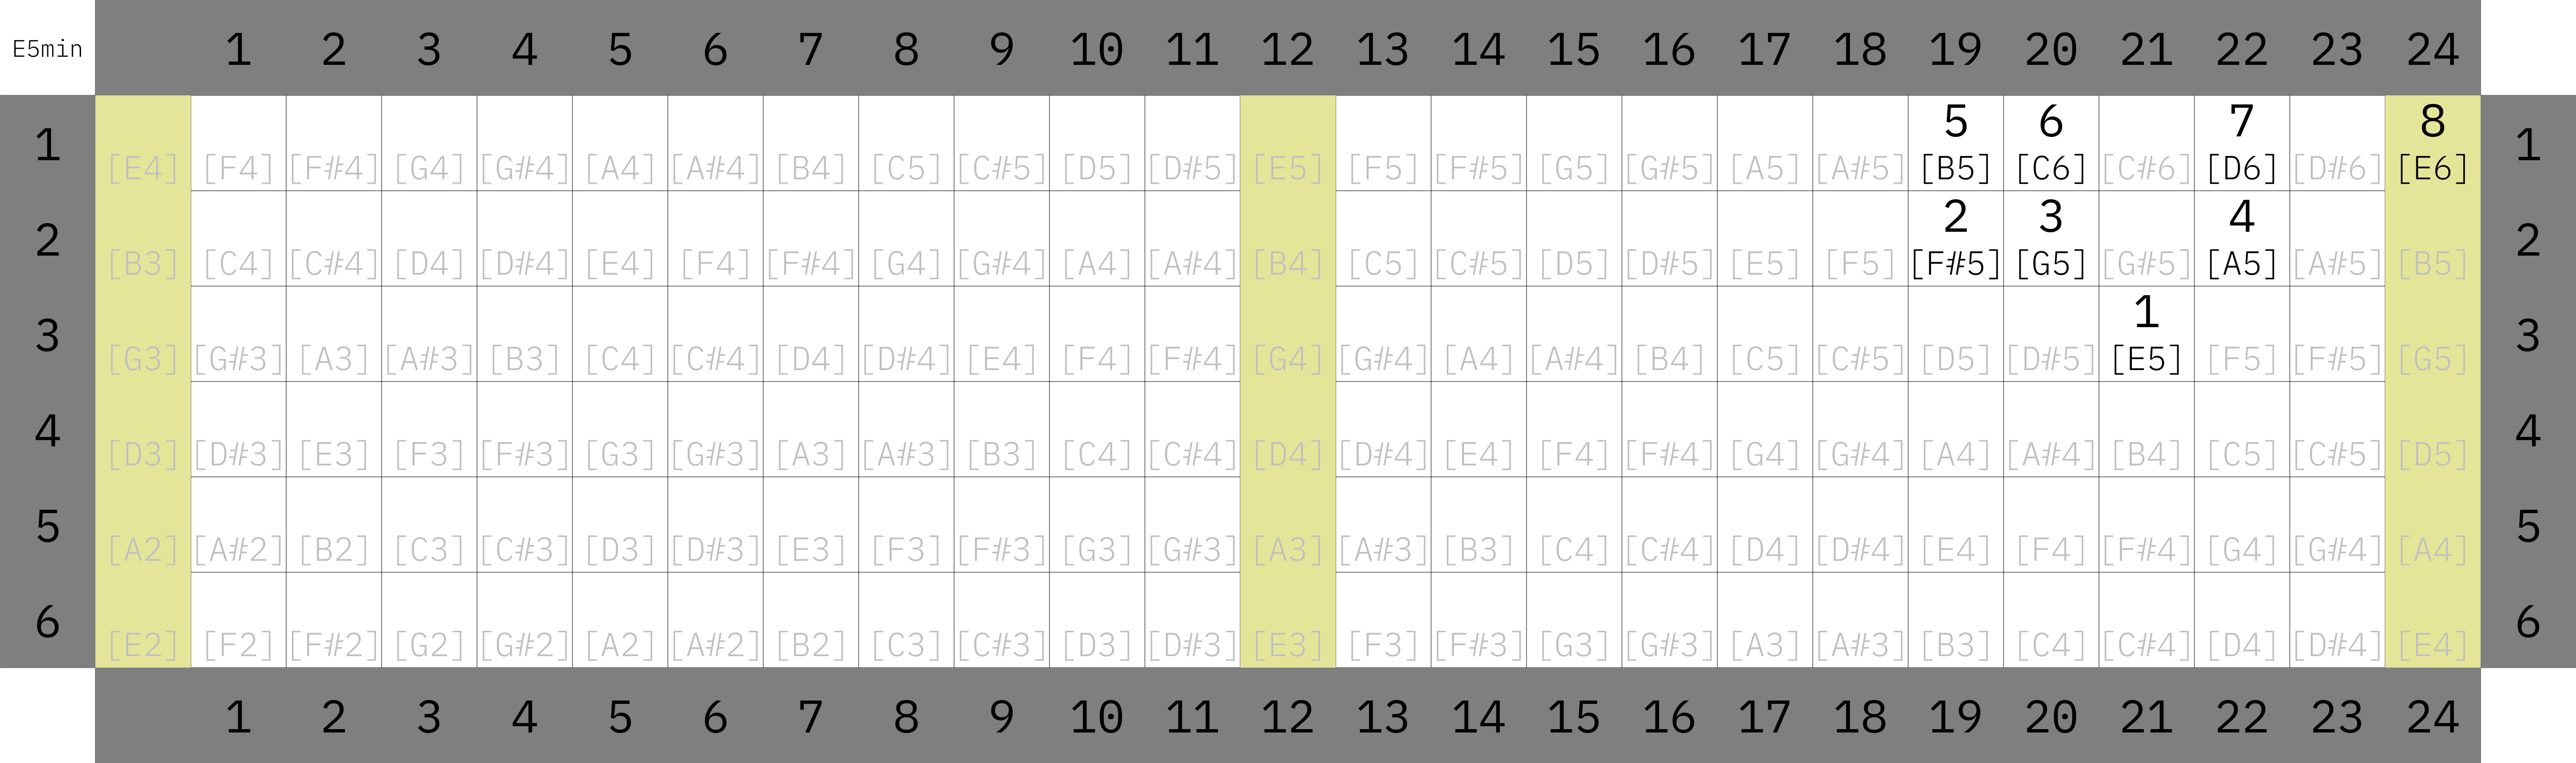 E5min 1 2 3 4 5 6 7 8 9 10 11 12 13 14 15 16 17 18 19 20 21 22 23 24
5 6 7 8
1 [E4] [F4] [F#4] [G4] [G#4] [A4] [A#4] [B4] [C5] [C#5] [D5] [D#5] [E5] [F5] [F#5] [G5] [G#5] [A5] [A#5] [B5] [C6] [C#6] [D6] [D#6] [E6] 1
2 3 4
2 [B3] [C4] [C#4] [D4] [D#4] [E4] [F4] [F#4] [G4] [G#4] [A4] [A#4] [B4] [C5] [C#5] [D5] [D#5] [E5] [F5] [F#5] [G5] [G#5] [A5] [A#5] [B5] 2
1
3 [G3] [G#3] [A3] [A#3] [B3] [C4] [C#4] [D4] [D#4] [E4] [F4] [F#4] [G4] [G#4] [A4] [A#4] [B4] [C5] [C#5] [D5] [D#5] [E5] [F5] [F#5] [G5] 3
4 [D3] [D#3] [E3] [F3] [F#3] [G3] [G#3] [A3] [A#3] [B3] [C4] [C#4] [D4] [D#4] [E4] [F4] [F#4] [G4] [G#4] [A4] [A#4] [B4] [C5] [C#5] [D5] 4
5 [A2] [A#2] [B2] [C3] [C#3] [D3] [D#3] [E3] [F3] [F#3] [G3] [G#3] [A3] [A#3] [B3] [C4] [C#4] [D4] [D#4] [E4] [F4] [F#4] [G4] [G#4] [A4] 5
6 [E2] [F2] [F#2] [G2] [G#2] [A2] [A#2] [B2] [C3] [C#3] [D3] [D#3] [E3] [F3] [F#3] [G3] [G#3] [A3] [A#3] [B3] [C4] [C#4] [D4] [D#4] [E4] 6
1 2 3 4 5 6 7 8 9 10 11 12 13 14 15 16 17 18 19 20 21 22 23 24